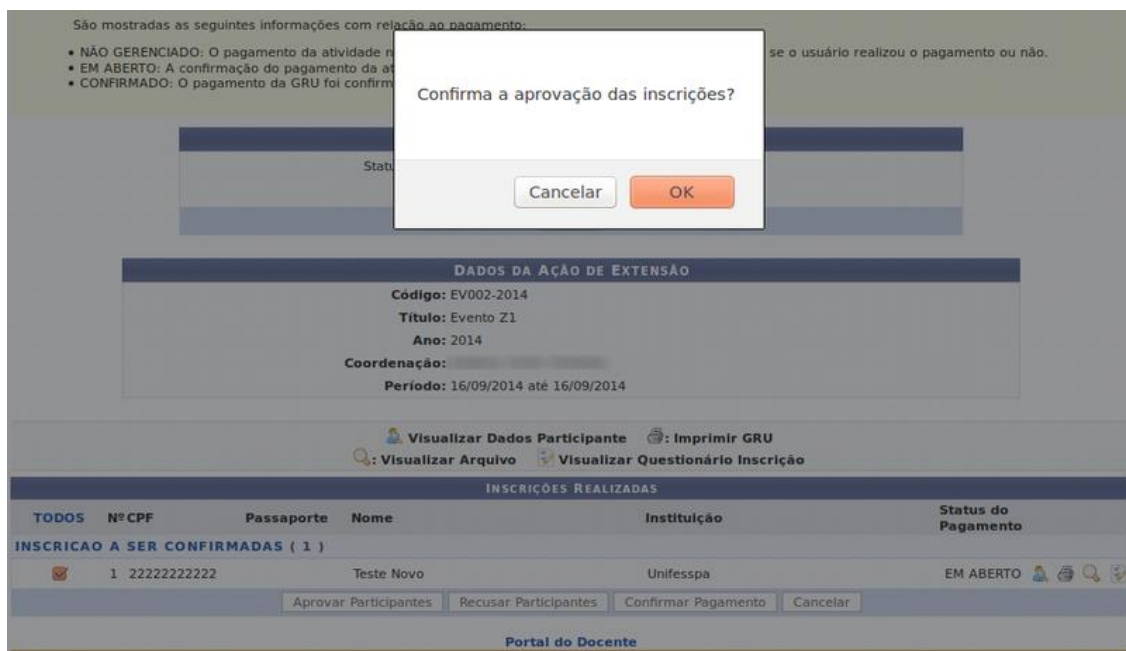 São mostradas as seguintes informações com relação ao pagamento:
• NÃO GERENCIADO: O pagamento da atividade n se o usuário realizou o pagamento ou não.
• EM ABERTO: A confirmação do pagamento da at
• CONFIRMADO: O pagamento da GRU foi confirm
Confirma a aprovação das inscrições?
Statu
Cancelar OK
DADOS DA AÇÃO DE EXTENSÃO
Código: EV002-2014
Título: Evento Z1
Ano: 2014
Coordenação:
Período: 16/09/2014 até 16/09/2014
Visualizar Dados Participante : Imprimir GRU
: Visualizar Arquivo Visualizar Questionário Inscrição
INSCRIÇÕES REALIZADAS
TODOS Nº CPF Passaporte Nome Instituição Status do Pagamento
INSCRICAO A SER CONFIRMADAS ( 1 )
1 22222222222 Teste Novo Unifesspa EM ABERTO
Aprovar Participantes Recusar Participantes Confirmar Pagamento Cancelar
Portal do Docente